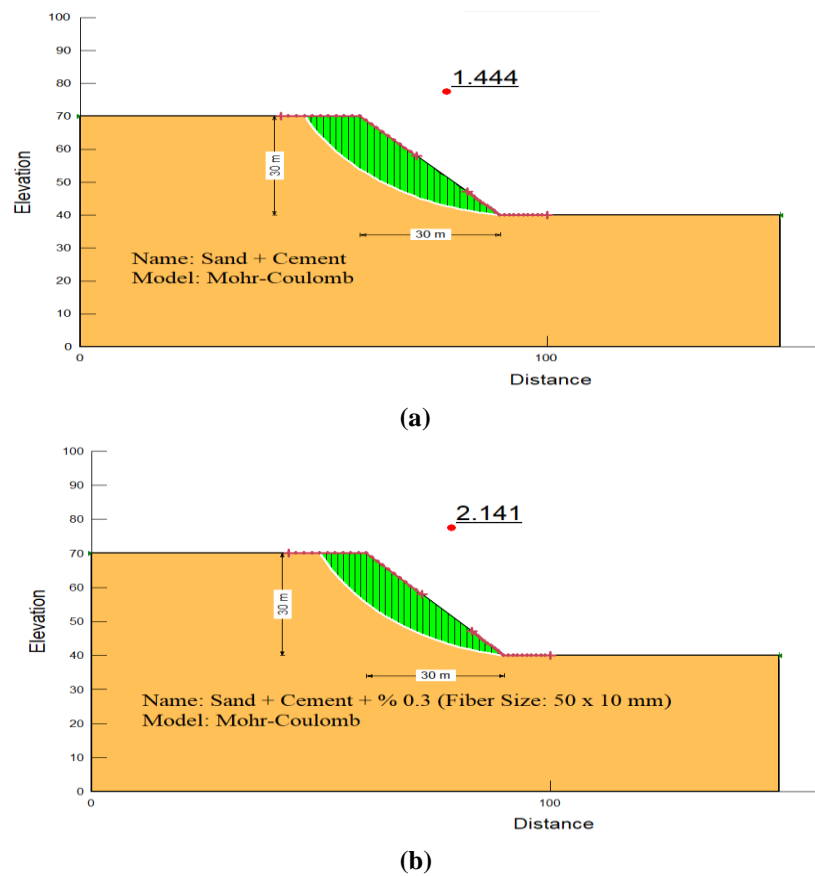 1.444
100
90
80
70
60
50
40
30
20
10
0
Elevation
30 m
30 m
Name: Sand + Cement
Model: Mohr-Coulomb
0
100
Distance
(a)
2.141
100
90
80
70
60
50
40
30
20
10
0
Elevation
30 m
30 m
Name: Sand + Cement + % 0.3 (Fiber Size: 50 x 10 mm)
Model: Mohr-Coulomb
0
100
Distance
(b)